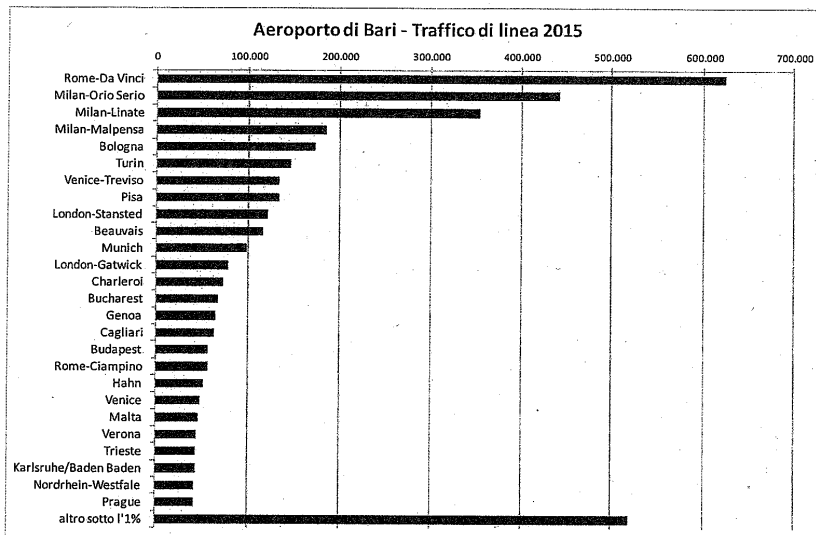 Aeroporto di Bari - Traffico di linea 2015
0 100.000 200.000 300.000 400.000 500.000 600.000 700.000
Rome-Da Vinci
Milan-Orio Serio
Milan-Linate
Milan-Malpensa
Bologna
Turin
Venice-Treviso
Pisa
London-Stansted
Beauvais
Munich
London-Gatwick
Charleroi
Bucharest
Genoa
Cagliari
Budapest
Rome-Ciampino
Hahn
Venice
Malta
Verona
Trieste
Karlsruhe/Baden Baden
Nordrhein-Westfale
Prague
altro sotto l'1%